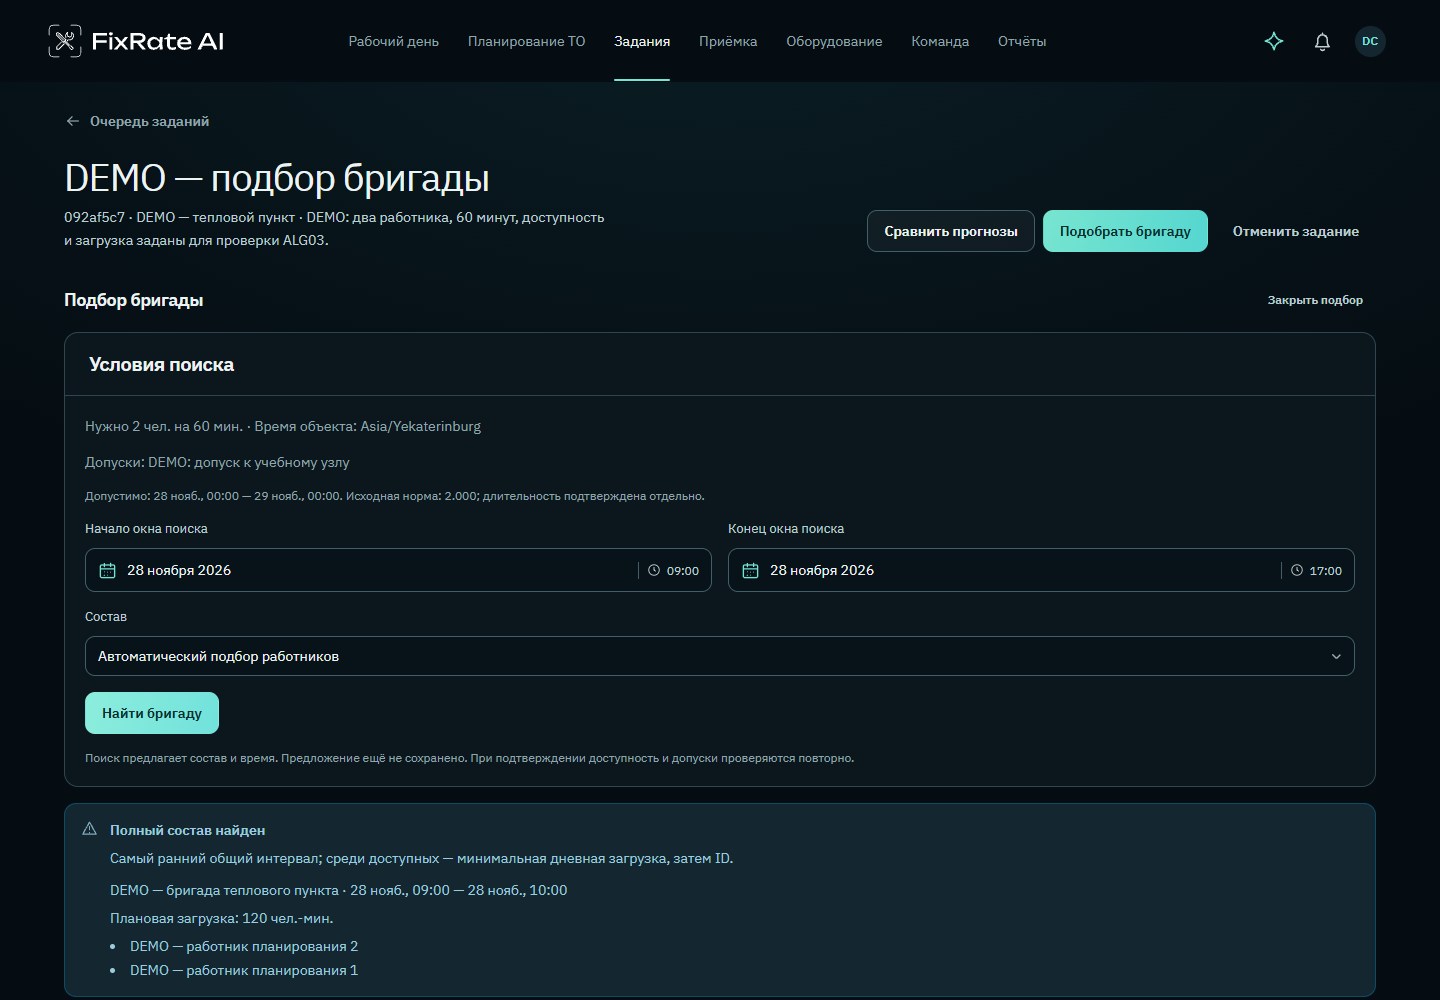 FixRate AI
Рабочий день
Планирование ТО
Задания
Приёмка
Оборудование
Команда
Отчёты
DC
Очередь заданий
DEMO — подбор бригады
092af5c7 · DEMO — тепловой пункт · DEMO: два работника, 60 минут, доступность
и загрузка заданы для проверки ALG03.
Сравнить прогнозы
Подобрать бригаду
Отменить задание
Подбор бригады
Закрыть подбор
Условия поиска
Нужно 2 чел. на 60 мин. · Время объекта: Asia/Yekaterinburg
Допуски: DEMO: допуск к учебному узлу
Допустимо: 28 нояб., 00:00 — 29 нояб., 00:00. Исходная норма: 2.000; длительность подтверждена отдельно.
Начало окна поиска
Конец окна поиска
28 ноября 2026
09:00
28 ноября 2026
17:00
Состав
Автоматический подбор работников
Найти бригаду
Поиск предлагает состав и время. Предложение ещё не сохранено. При подтверждении доступность и допуски проверяются повторно.
Полный состав найден
Самый ранний общий интервал; среди доступных — минимальная дневная загрузка, затем ID.
DEMO — бригада теплового пункта · 28 нояб., 09:00 — 28 нояб., 10:00
Плановая загрузка: 120 чел.-мин.
• DEMO — работник планирования 2
• DEMO — работник планирования 1